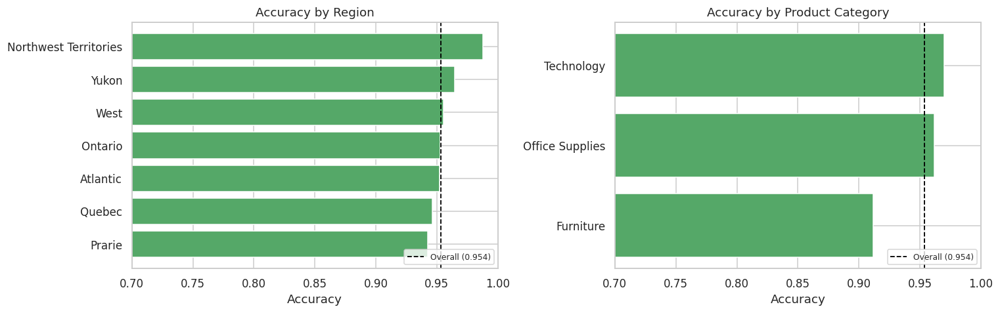 Accuracy by Region
Northwest Territories
Yukon
West
Ontario
Atlantic
Quebec
Prarie
Overall (0.954)
0.70 0.75 0.80 0.85 0.90 0.95 1.00
Accuracy
Accuracy by Product Category
Technology
Office Supplies
Furniture
Overall (0.954)
0.70 0.75 0.80 0.85 0.90 0.95 1.00
Accuracy